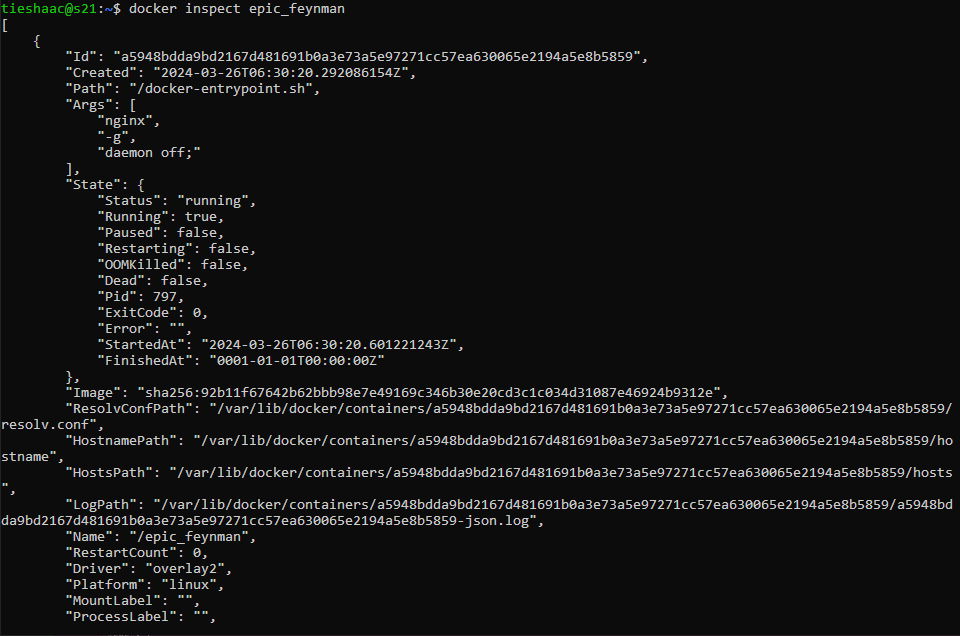 tieshaac@s21:~$ docker inspect epic_feynman
[
    {
        "Id": "a5948bdda9bd2167d481691b0a3e73a5e97271cc57ea630065e2194a5e8b5859",
        "Created": "2024-03-26T06:30:20.292086154Z",
        "Path": "/docker-entrypoint.sh",
        "Args": [
            "nginx",
            "-g",
            "daemon off;"
        ],
        "State": {
            "Status": "running",
            "Running": true,
            "Paused": false,
            "Restarting": false,
            "OOMKilled": false,
            "Dead": false,
            "Pid": 797,
            "ExitCode": 0,
            "Error": "",
            "StartedAt": "2024-03-26T06:30:20.601221243Z",
            "FinishedAt": "0001-01-01T00:00:00Z"
        },
        "Image": "sha256:92b11f67642b62bbb98e7e49169c346b30e20cd3c1c034d31087e46924b9312e",
        "ResolvConfPath": "/var/lib/docker/containers/a5948bdda9bd2167d481691b0a3e73a5e97271cc57ea630065e2194a5e8b5859/
resolv.conf",
        "HostnamePath": "/var/lib/docker/containers/a5948bdda9bd2167d481691b0a3e73a5e97271cc57ea630065e2194a5e8b5859/ho
stname",
        "HostsPath": "/var/lib/docker/containers/a5948bdda9bd2167d481691b0a3e73a5e97271cc57ea630065e2194a5e8b5859/hosts
",
        "LogPath": "/var/lib/docker/containers/a5948bdda9bd2167d481691b0a3e73a5e97271cc57ea630065e2194a5e8b5859/a5948bd
da9bd2167d481691b0a3e73a5e97271cc57ea630065e2194a5e8b5859-json.log",
        "Name": "/epic_feynman",
        "RestartCount": 0,
        "Driver": "overlay2",
        "Platform": "linux",
        "MountLabel": "",
        "ProcessLabel": "",